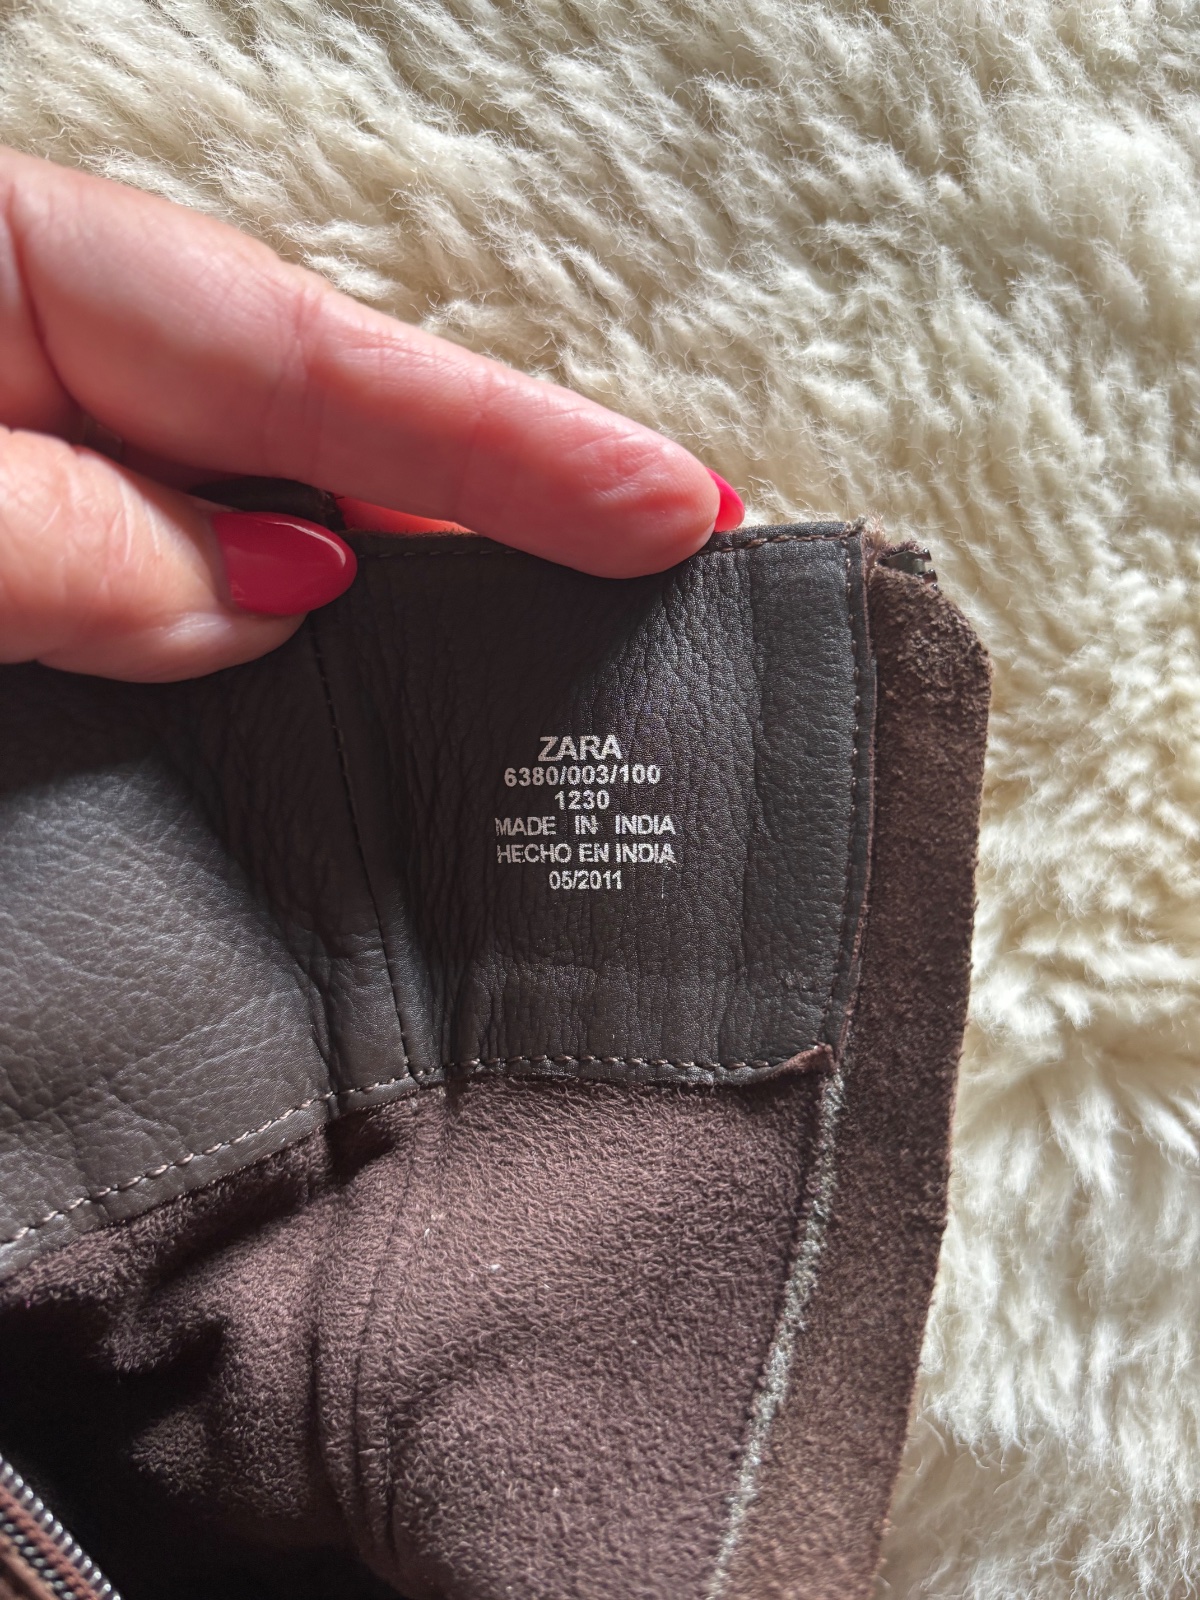 ZARA
6380/003/100
1230
MADE IN INDIA
HECHO EN INDIA
05/2011